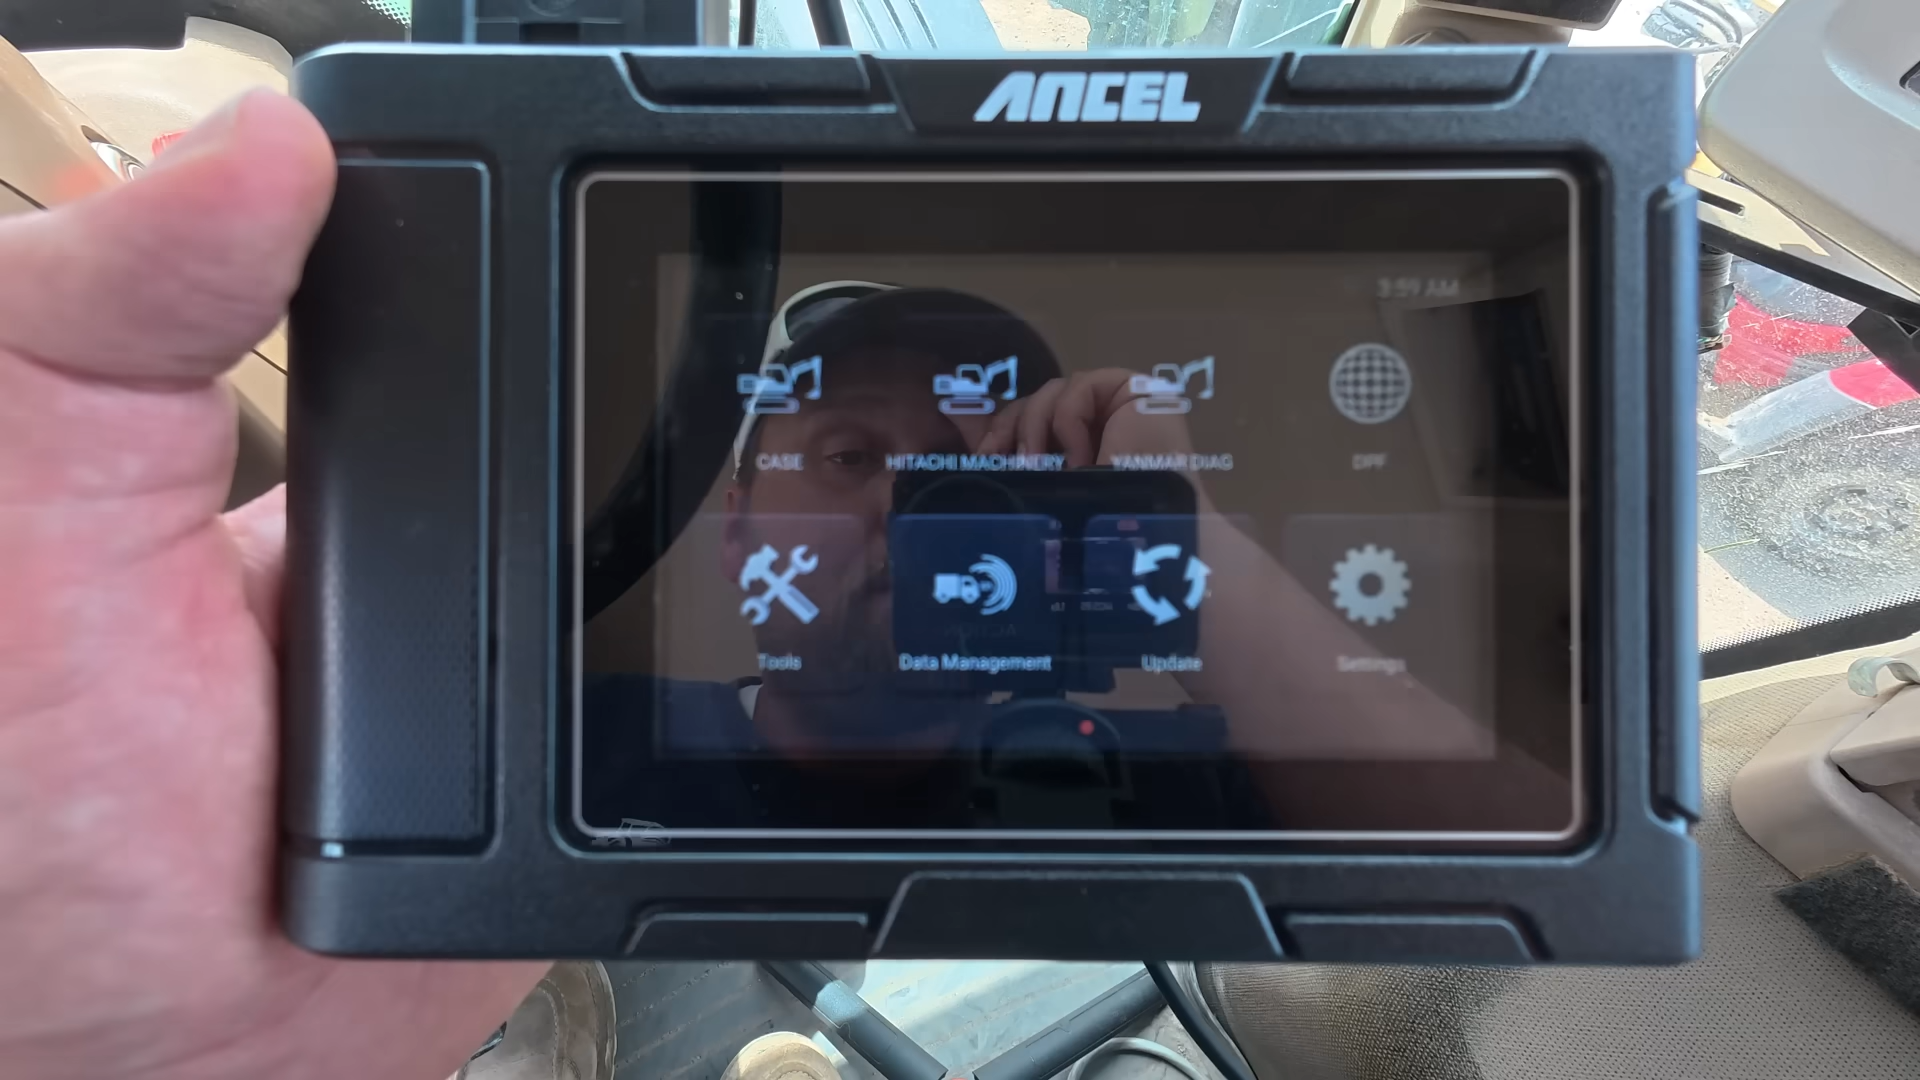 ANCEL
3:59 AM
CASE
HITACHI MACHINERY
YANMAR DIAG
DPF
Tools
Data Management
Update
Settings